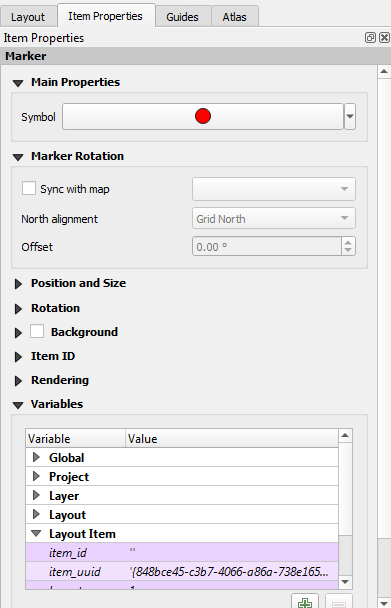 Layout Item Properties Guides Atlas
Item Properties
Marker
Main Properties
Symbol
Marker Rotation
Sync with map
North alignment Grid North
Offset 0.00 °
Position and Size
Rotation
Background
Item ID
Rendering
Variables
Variable Value
Global
Project
Layer
Layout
Layout Item
item_id ''
item_uuid '{848bce45-c3b7-4066-a86a-738e165...